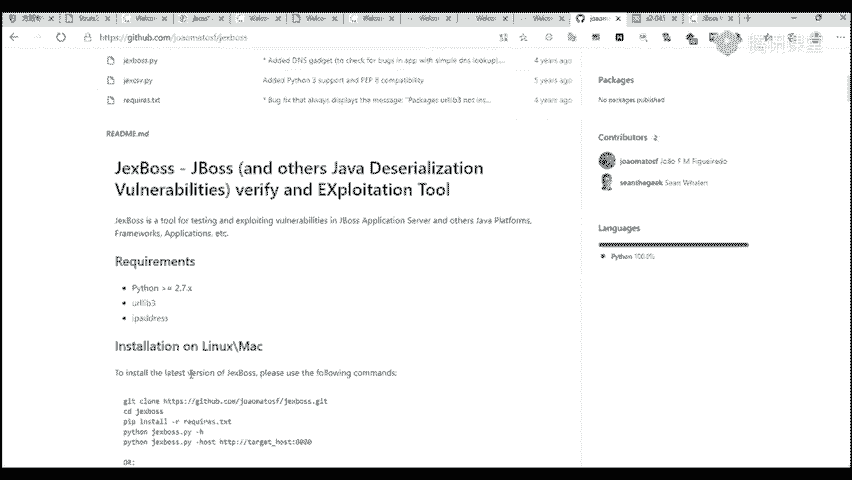 https://github.com/joaomatosf/jexboss
腾讯课堂
jexboss.py
* Added DNS gadget to check for bugs in app with simple dns lookup(...
4 years ago
Added Python 3 support and PEP 8 compatibility
5 years ago
requires.txt
* Bug fix that always displays the message: "Packages urllib3 not ins...
4 years ago
README.md
JexBoss - JBoss (and others Java Deserialization
Vulnerabilities) verify and EXploitation Tool
JexBoss is a tool for testing and exploiting vulnerabilities in JBoss Application Server and others Java Platforms,
Frameworks, Applications, etc.
Requirements
Python >= 2.7.x
urllib3
ipaddress
Installation on Linux\Mac
To install the latest version of JexBoss, please use the following commands:
git clone https://github.com/joaomatosf/jexboss.git
cd jexboss
pip install -r requires.txt
python jexboss.py -h
python jexboss.py -host http://target_host:8080
OR:
Packages
No packages published
Contributors 2
joaomatosf João F M Figueiredo
seanthegeek Sean Whalen
Languages
Python 100.0%